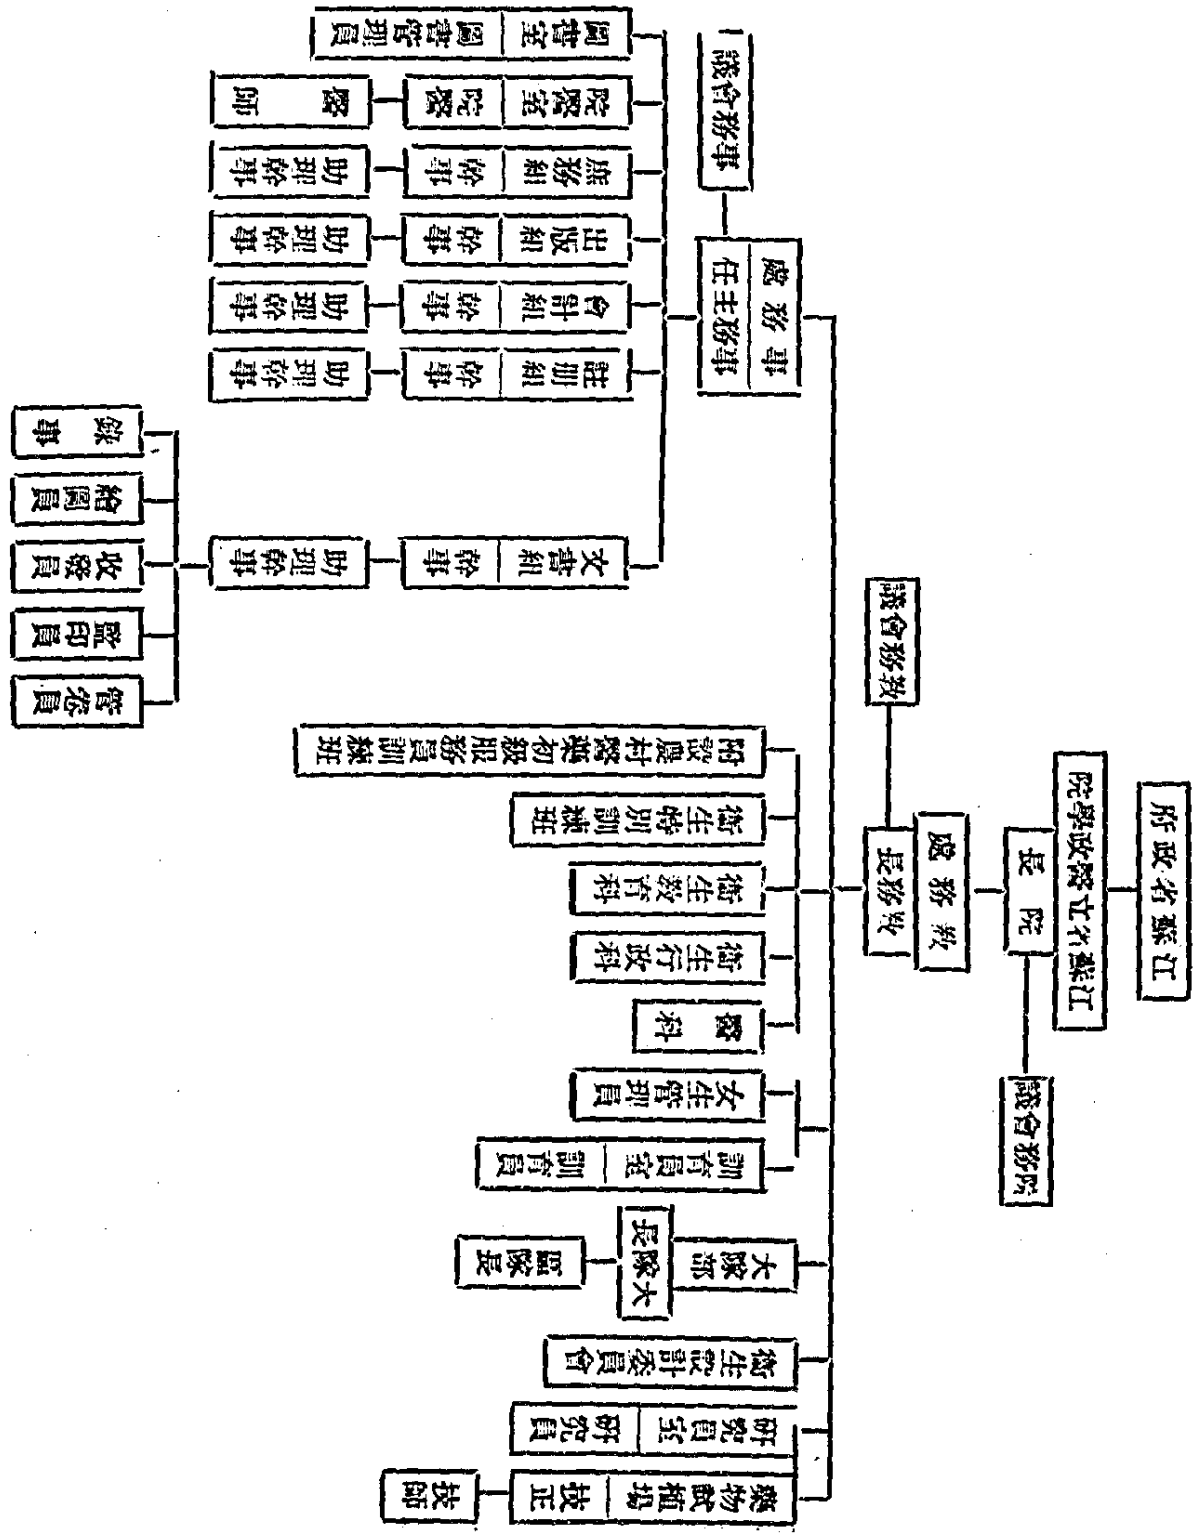 江蘇省政府
江蘇省立醫政學院
院長
院務會議
教務處
教務長
教務會議
事務處
事務主任
事務會議
圖書室
圖書管理員
院醫室
院醫
醫師
庶務組
幹事
助理幹事
出版組
幹事
助理幹事
會計組
幹事
助理幹事
註册組
幹事
助理幹事
文書組
幹事
助理幹事
錄事
繪圖員
收發員
監印員
管卷員
附設農村醫藥初級服務員訓練班
衛生特別訓練班
衛生教育科
衛生行政科
醫科
女生管理員
訓育員室
訓育員
大隊部
大隊長
區隊長
衛生設計委員會
研究員室
研究員
藥物試植場
技正
技師